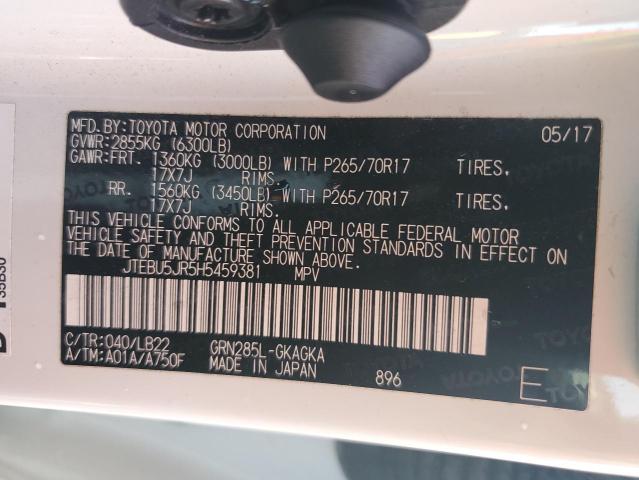 MFD.BY:TOYOTA MOTOR CORPORATION 05/17
GVWR:2855KG (6300LB)
GAWR:FRT. 1360KG (3000LB) WITH P265/70R17 TIRES,
17X7J RIMS.
RR. 1560KG (3450LB) WITH P265/70R17 TIRES,
17X7J RIMS.
THIS VEHICLE CONFORMS TO ALL APPLICABLE FEDERAL MOTOR
VEHICLE SAFETY AND THEFT PREVENTION STANDARDS IN EFFECT ON
THE DATE OF MANUFACTURE SHOWN ABOVE.
JTEBU5JR5H5459381 MPV
C/TR:040/LB22 GRN285L-GKAGKA
A/TM:A01A/A750F MADE IN JAPAN 896 E